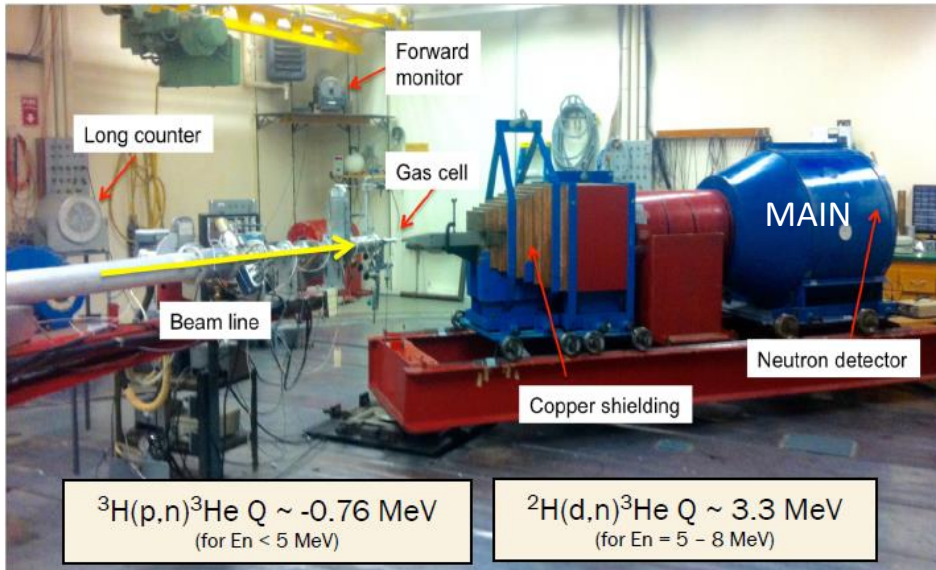 Forward
monitor
Long counter
Gas cell
MAIN
Beam line
Neutron detector
Copper shielding
³H(p,n)³He Q ~ -0.76 MeV
(for En < 5 MeV)
²H(d,n)³He Q ~ 3.3 MeV
(for En = 5 – 8 MeV)